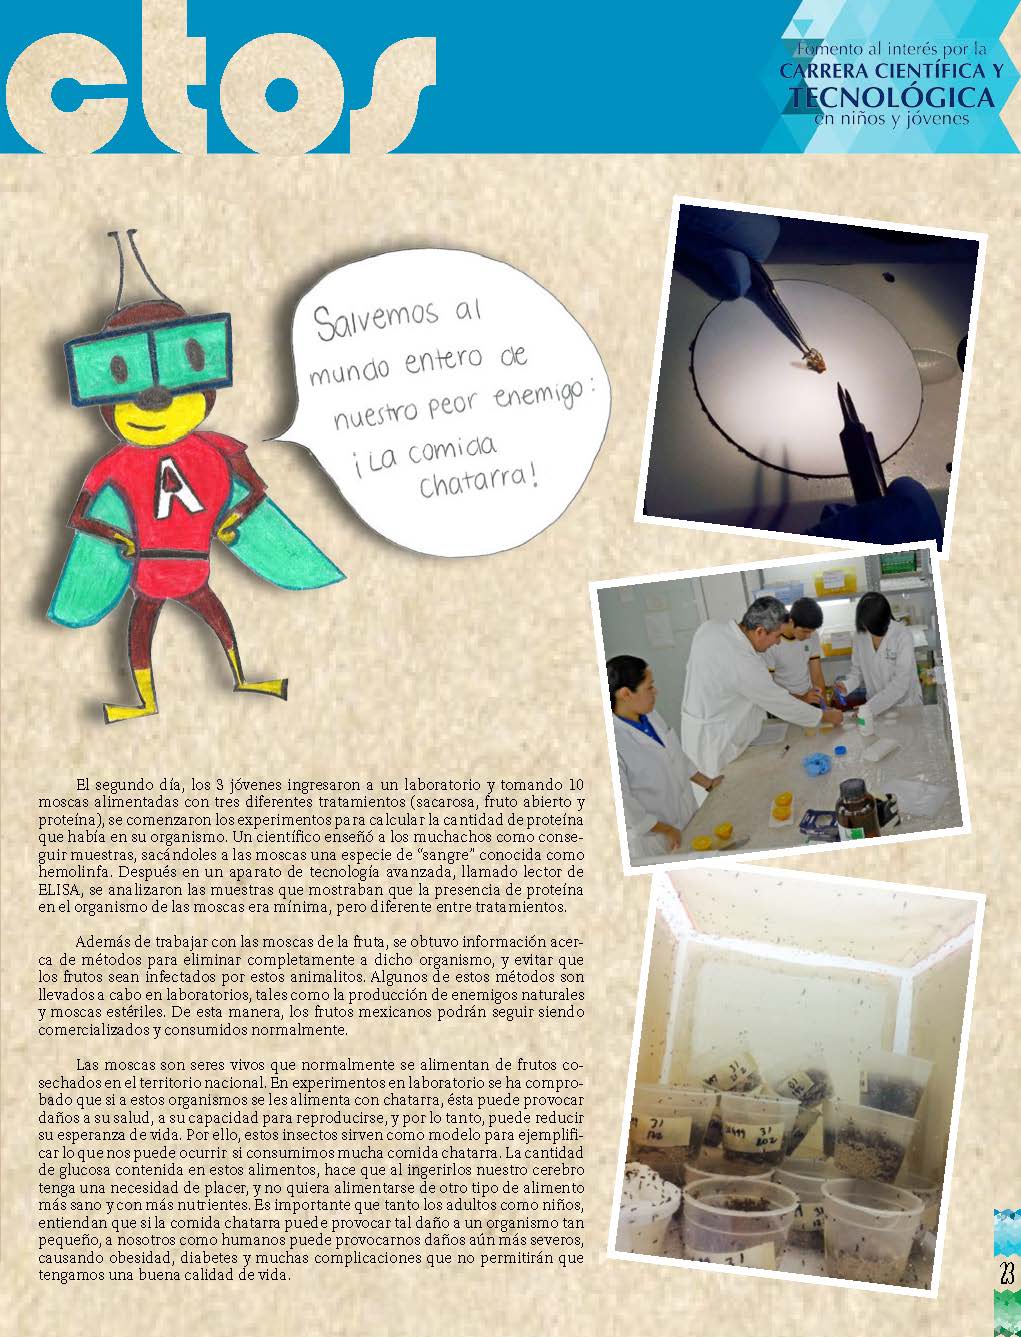 ctos
Fomento al interés por la
CARRERA CIENTÍFICA Y
TECNOLÓGICA
en niños y jóvenes
Salvemos al
mundo entero de
nuestro peor enemigo:
¡La comida
chatarra!
El segundo día, los 3 jóvenes ingresaron a un laboratorio y tomando 10
moscas alimentadas con tres diferentes tratamientos (sacarosa, fruto abierto y
proteína), se comenzaron los experimentos para calcular la cantidad de proteína
que había en su organismo. Un científico enseñó a los muchachos como conse-
guir muestras, sacándoles a las moscas una especie de “sangre” conocida como
hemolinfa. Después en un aparato de tecnología avanzada, llamado lector de
ELISA, se analizaron las muestras que mostraban que la presencia de proteína
en el organismo de las moscas era mínima, pero diferente entre tratamientos.
Además de trabajar con las moscas de la fruta, se obtuvo información acer-
ca de métodos para eliminar completamente a dicho organismo, y evitar que
los frutos sean infectados por estos animalitos. Algunos de estos métodos son
llevados a cabo en laboratorios, tales como la producción de enemigos naturales
y moscas estériles. De esta manera, los frutos mexicanos podrán seguir siendo
comercializados y consumidos normalmente.
Las moscas son seres vivos que normalmente se alimentan de frutos co-
sechados en el territorio nacional. En experimentos en laboratorio se ha compro-
bado que si a estos organismos se les alimenta con chatarra, ésta puede provocar
daños a su salud, a su capacidad para reproducirse, y por lo tanto, puede reducir
su esperanza de vida. Por ello, estos insectos sirven como modelo para ejemplifi-
car lo que nos puede ocurrir si consumimos mucha comida chatarra. La cantidad
de glucosa contenida en estos alimentos, hace que al ingerirlos nuestro cerebro
tenga una necesidad de placer, y no quiera alimentarse de otro tipo de alimento
más sano y con más nutrientes. Es importante que tanto los adultos como niños,
entiendan que si la comida chatarra puede provocar tal daño a un organismo tan
pequeño, a nosotros como humanos puede provocarnos daños aún más severos,
causando obesidad, diabetes y muchas complicaciones que no permitirán que
tengamos una buena calidad de vida.
A
23